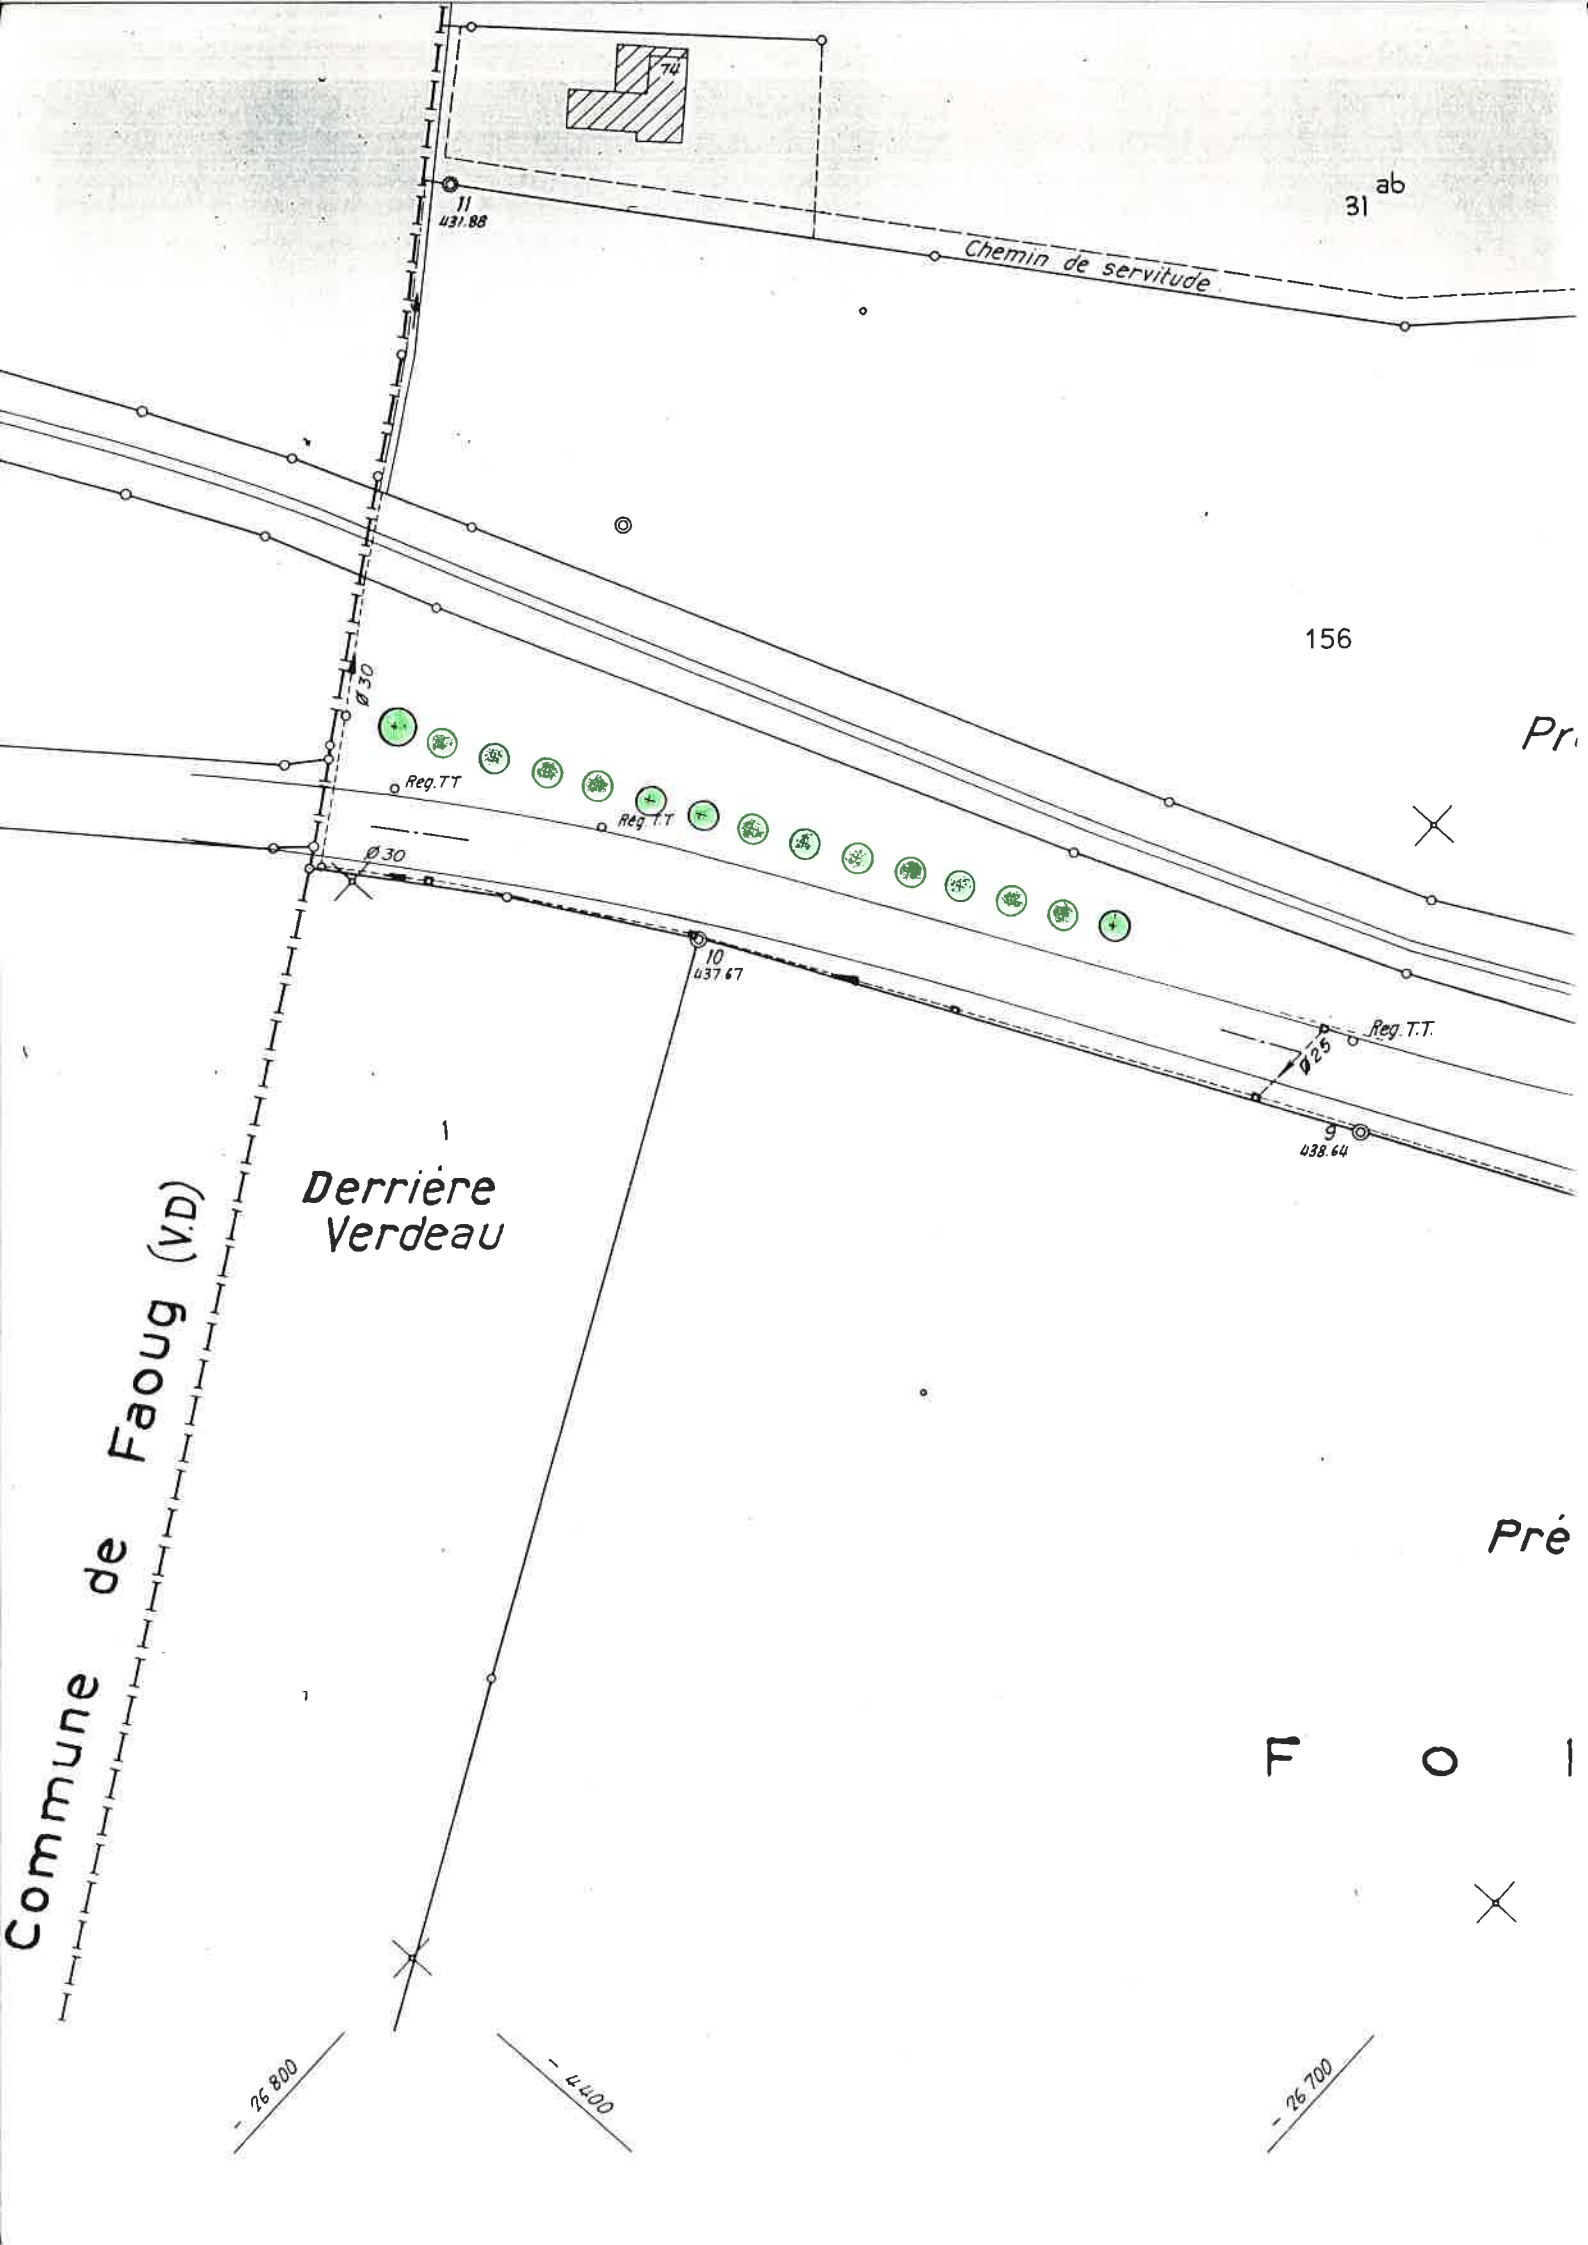 74
31 ab
11
431.88
Chemin de servitude
156
Ø 30
Reg. TT
Reg. T.T
Ø 30
10
437 67
Reg. T.T.
Ø 25
9
438.64
1
Derrière
Verdeau
Commune de Faoug (V.D)
Pré
F o
- 26 800
- 4400
- 26 700